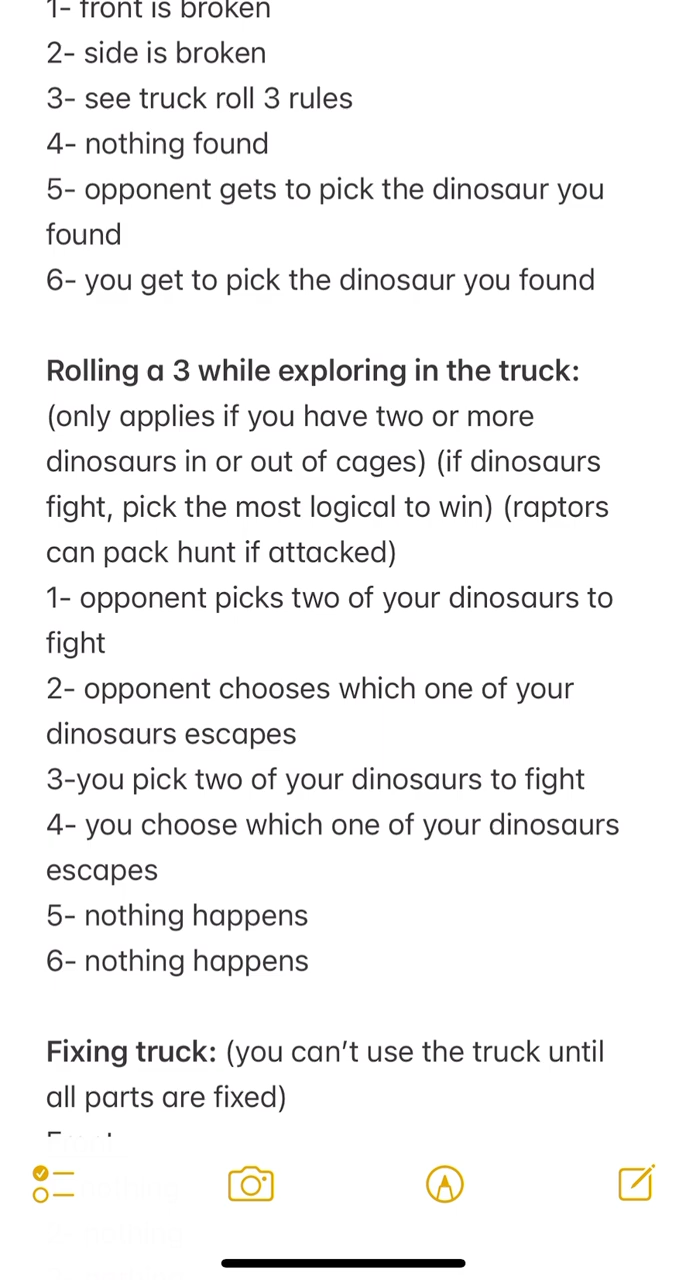 1- front is broken
2- side is broken
3- see truck roll 3 rules
4- nothing found
5- opponent gets to pick the dinosaur you
found
6- you get to pick the dinosaur you found
Rolling a 3 while exploring in the truck:
(only applies if you have two or more
dinosaurs in or out of cages) (if dinosaurs
fight, pick the most logical to win) (raptors
can pack hunt if attacked)
1- opponent picks two of your dinosaurs to
fight
2- opponent chooses which one of your
dinosaurs escapes
3-you pick two of your dinosaurs to fight
4- you choose which one of your dinosaurs
escapes
5- nothing happens
6- nothing happens
Fixing truck: (you can't use the truck until
all parts are fixed)